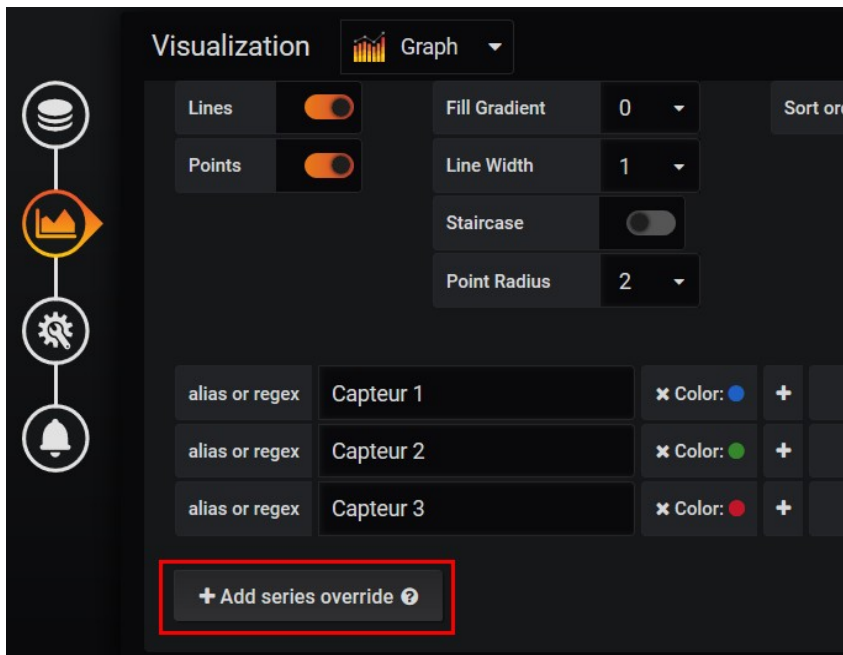 Visualization Graph
Lines Fill Gradient 0 Sort or
Points Line Width 1
Staircase
Point Radius 2
alias or regex Capteur 1 Color: +
alias or regex Capteur 2 Color: +
alias or regex Capteur 3 Color: +
+ Add series override ?